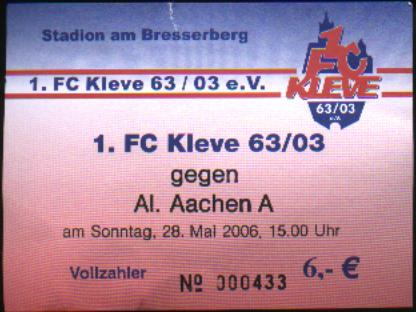 Stadion am Bresserberg
1. FC KLEVE
63/03
e.V.
1. FC Kleve 63 / 03 e.V.
1. FC Kleve 63/03
gegen
Al. Aachen A
am Sonntag, 28. Mai 2006, 15.00 Uhr
Vollzahler
Nº 000433
6,- €